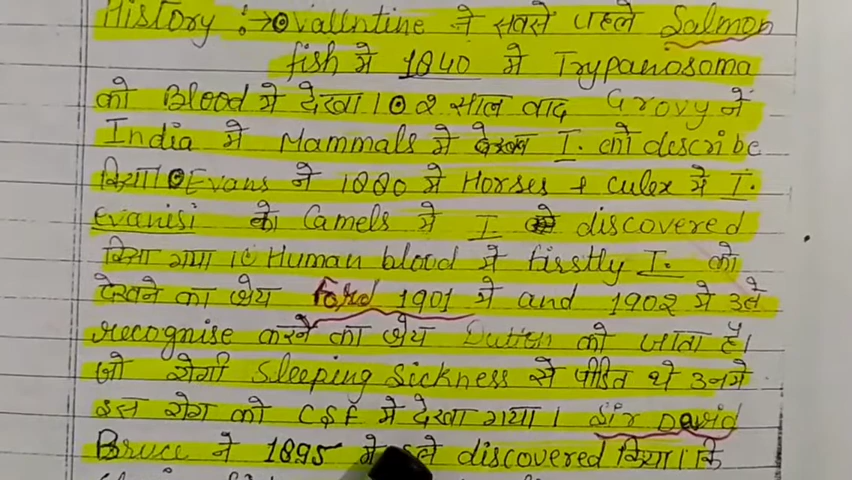 History :→ ⊙ Vallntine ने सबसे पहले Salmon
fish में 1840 में Trypanosoma
को Blood में देखा। ⊙ 2 साल बाद Grovy ने
India में Mammals में देखा T. को describe
किया। ⊙ Evans ने 1880 में Horses + Culex में T.
evanisi को Camels में T discovered
किया गया। Human blood में firstly T. को
देखने का श्रेय Ford 1901 में and 1902 में उसे
recognise करने का श्रेय Dutten को जाता है।
जो रोगी Sleeping Sickness से पीड़ित थे उनमे
इस रोग को CSF में देखा गया। Sir David
Bruce ने 1895 में discovered किया। कि